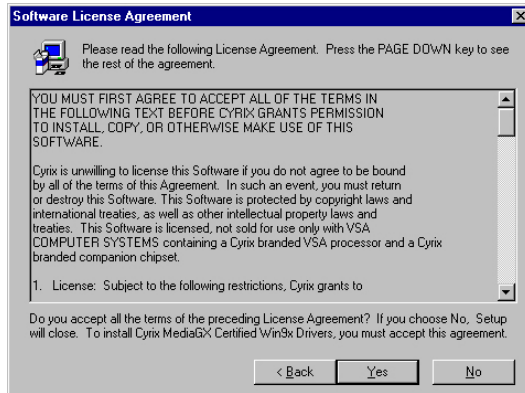 Software License Agreement
Please read the following License Agreement. Press the PAGE DOWN key to see
the rest of the agreement.
YOU MUST FIRST AGREE TO ACCEPT ALL OF THE TERMS IN
THE FOLLOWING TEXT BEFORE CYRIX GRANTS PERMISSION
TO INSTALL, COPY, OR OTHERWISE MAKE USE OF THIS
SOFTWARE.
Cyrix is unwilling to license this Software if you do not agree to be bound
by all of the terms of this Agreement. In such an event, you must return
or destroy this Software. This Software is protected by copyright laws and
international treaties, as well as other intellectual property laws and
treaties. This Software is licensed, not sold for use only with VSA
COMPUTER SYSTEMS containing a Cyrix branded VSA processor and a Cyrix
branded companion chipset.
1. License: Subject to the following restrictions, Cyrix grants to
Do you accept all the terms of the preceding License Agreement? If you choose No, Setup
will close. To install Cyrix MediaGX Certified Win9x Drivers, you must accept this agreement.
< Back Yes No